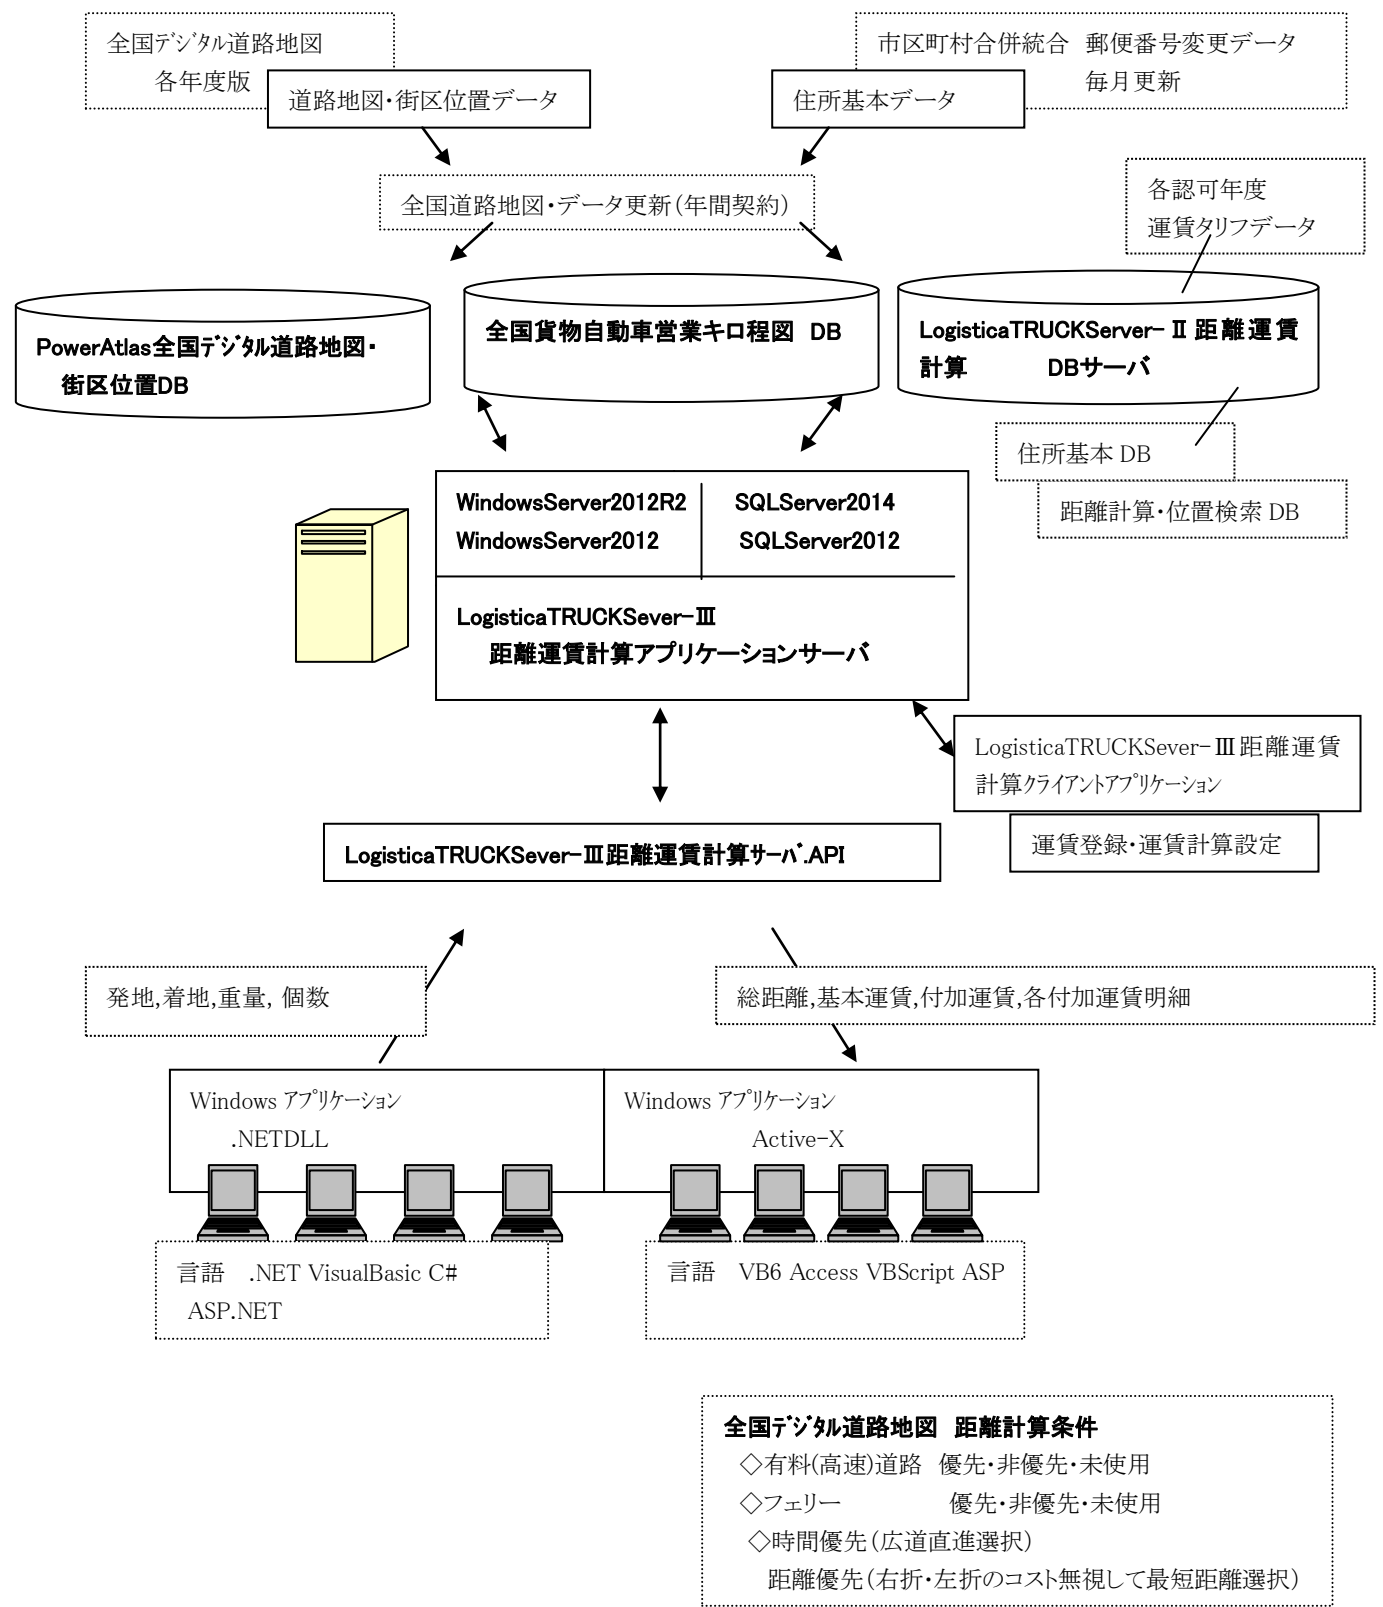 全国ﾃﾞｼﾞﾀﾙ道路地図
各年度版
道路地図・街区位置データ
市区町村合併統合　郵便番号変更データ
毎月更新
住所基本データ
全国道路地図・データ更新（年間契約）
各認可年度
運賃タリフデータ
PowerAtlas全国ﾃﾞｼﾞﾀﾙ道路地図・
街区位置DB
全国貨物自動車営業キロ程図　DB
LogisticaTRUCKServer-Ⅱ距離運賃
計算　　　DBサーバ
住所基本 DB
距離計算・位置検索 DB
WindowsServer2012R2　SQLServer2014
WindowsServer2012　SQLServer2012
LogisticaTRUCKSever-Ⅲ
距離運賃計算アプリケーションサーバ
LogisticaTRUCKSever-Ⅲ距離運賃
計算ｸﾗｲｱﾝﾄｱﾌﾟﾘｹｰｼｮﾝ
運賃登録・運賃計算設定
LogisticaTRUCKSever-Ⅲ距離運賃計算ｻｰﾊﾞ.API
発地,着地,重量, 個数
総距離,基本運賃,付加運賃,各付加運賃明細
Windows ｱﾌﾟﾘｹｰｼｮﾝ
.NETDLL
Windows ｱﾌﾟﾘｹｰｼｮﾝ
Active-X
言語　.NET VisualBasic C#
ASP.NET
言語　VB6 Access VBScript ASP
全国ﾃﾞｼﾞﾀﾙ道路地図　距離計算条件
◇有料(高速)道路　優先・非優先・未使用
◇フェリー　　　　優先・非優先・未使用
◇時間優先（広道直進選択）
距離優先（右折・左折のコスト無視して最短距離選択）